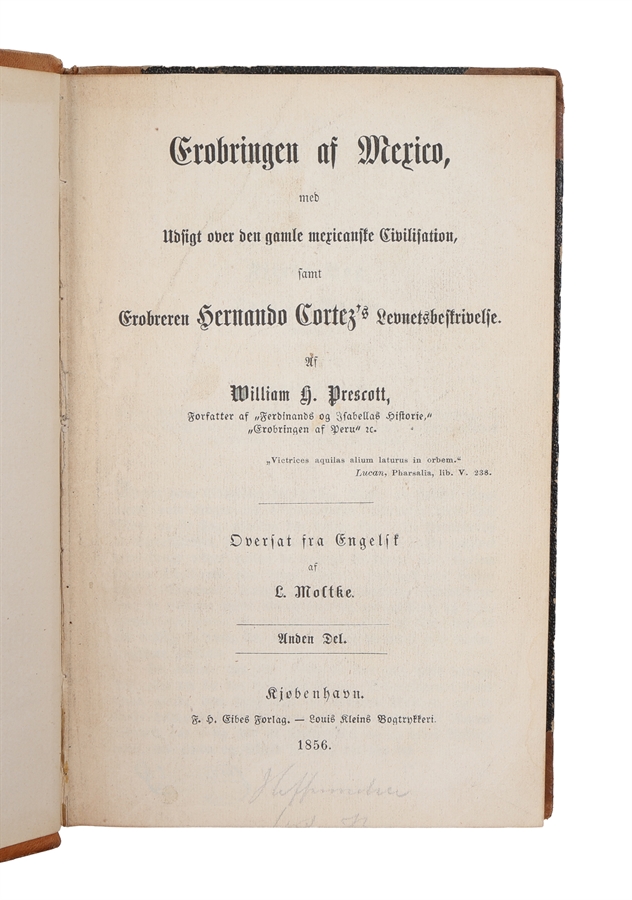 Erobringen af Mexico,
med
Udsigt over den gamle mexicanske Civilisation,
samt
Erobreren Hernando Cortez's Levnetsbeskrivelse.
Af
William H. Prescott,
Forfatter af „Ferdinands og Isabellas Historie,“
„Erobringen af Peru“ ꝛc.
„Victrices aquilas alium laturus in orbem.“
Lucan, Pharsalia, lib. V. 238.
Oversat fra Engelsk
af
L. Moltke.
Anden Del.
Kjøbenhavn.
F. H. Eibes Forlag. — Louis Kleins Bogtrykkeri.
1856.